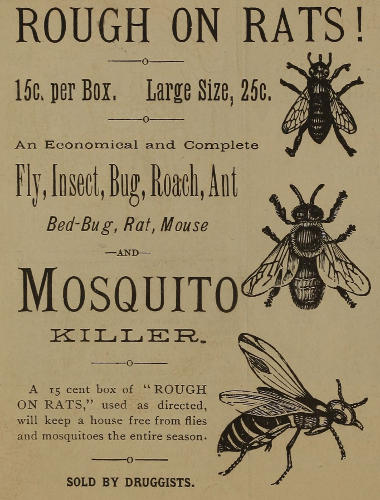 ROUGH ON RATS!
15c. per Box. Large Size, 25c.
An Economical and Complete
Fly, Insect, Bug, Roach, Ant
Bed-Bug, Rat, Mouse
—AND—
MOSQUITO
KILLER.
A 15 cent box of “ROUGH
ON RATS,” used as directed,
will keep a house free from flies
and mosquitoes the entire season.
SOLD BY DRUGGISTS.